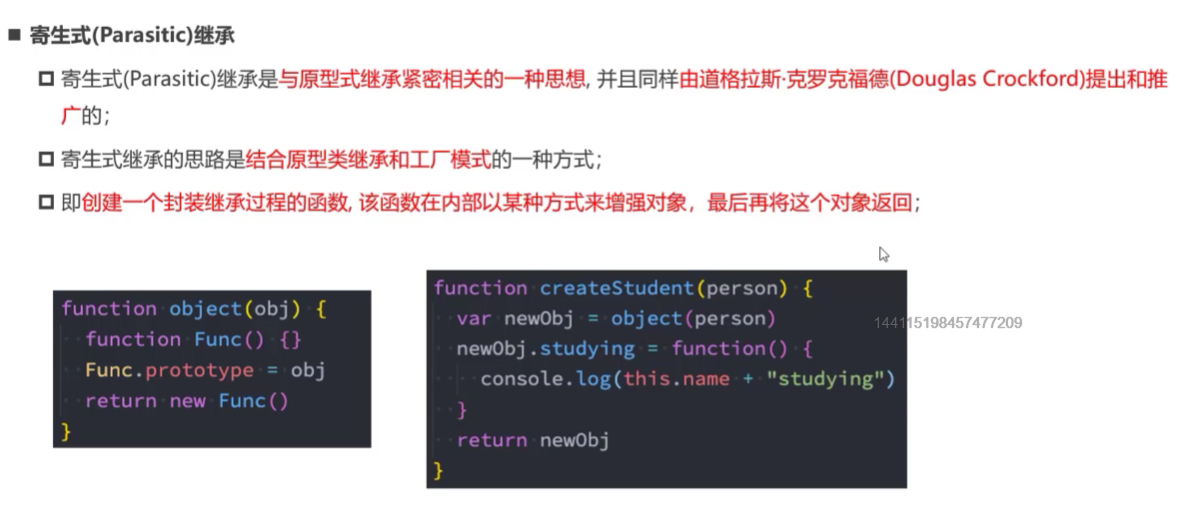 ■ 寄生式(Parasitic)继承
寄生式(Parasitic)继承是与原型式继承紧密相关的一种思想, 并且同样由道格拉斯·克罗克福德(Douglas Crockford)提出和推
广的；
寄生式继承的思路是结合原型类继承和工厂模式的一种方式；
即创建一个封装继承过程的函数, 该函数在内部以某种方式来增强对象，最后再将这个对象返回；
function object(obj) {
  function Func() {}
  Func.prototype = obj
  return new Func()
}
function createStudent(person) {
  var newObj = object(person)
  newObj.studying = function() {
    console.log(this.name + "studying")
  }
  return newObj
}
144115198457477209